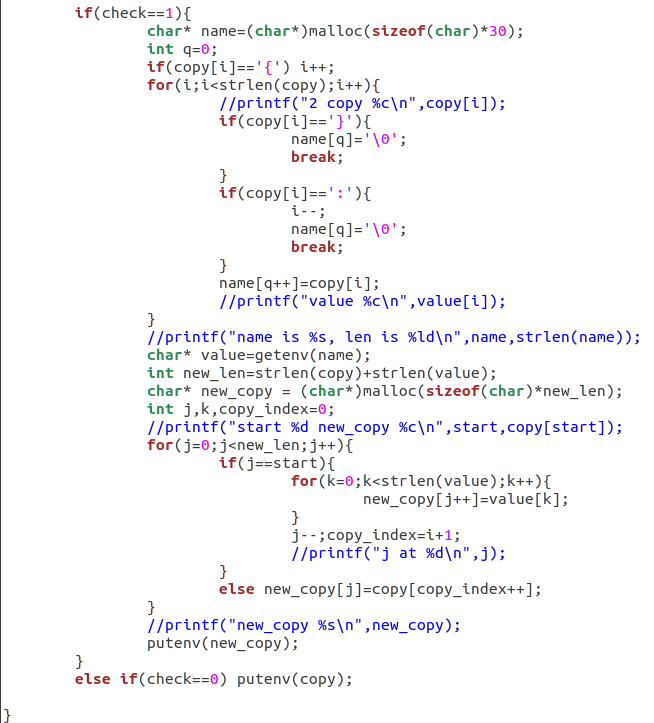 if(check==1){
char* name=(char*)malloc(sizeof(char)*30);
int q=0;
if(copy[i]=='{') i++;
for(i;i<strlen(copy);i++){
//printf("2 copy %c\n",copy[i]);
if(copy[i]=='}'){
name[q]='\0';
break;
}
if(copy[i]==':'){
i--;
name[q]='\0';
break;
}
name[q++]=copy[i];
//printf("value %c\n",value[i]);
}
//printf("name is %s, len is %ld\n",name,strlen(name));
char* value=getenv(name);
int new_len=strlen(copy)+strlen(value);
char* new_copy = (char*)malloc(sizeof(char)*new_len);
int j,k,copy_index=0;
//printf("start %d new_copy %c\n",start,copy[start]);
for(j=0;j<new_len;j++){
if(j==start){
for(k=0;k<strlen(value);k++){
new_copy[j++]=value[k];
}
j--;copy_index=i+1;
//printf("j at %d\n",j);
}
else new_copy[j]=copy[copy_index++];
}
//printf("new_copy %s\n",new_copy);
putenv(new_copy);
}
else if(check==0) putenv(copy);
}